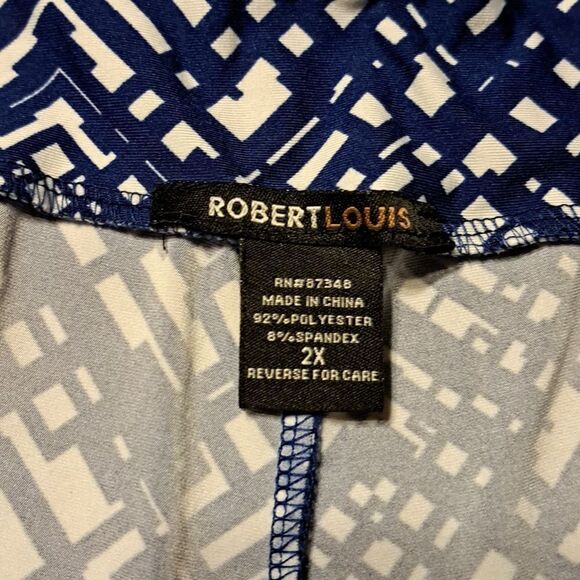 ROBERTLOUIS
RN#87348
MADE IN CHINA
92%POLYESTER
8%SPANDEX
2X
REVERSE FOR CARE